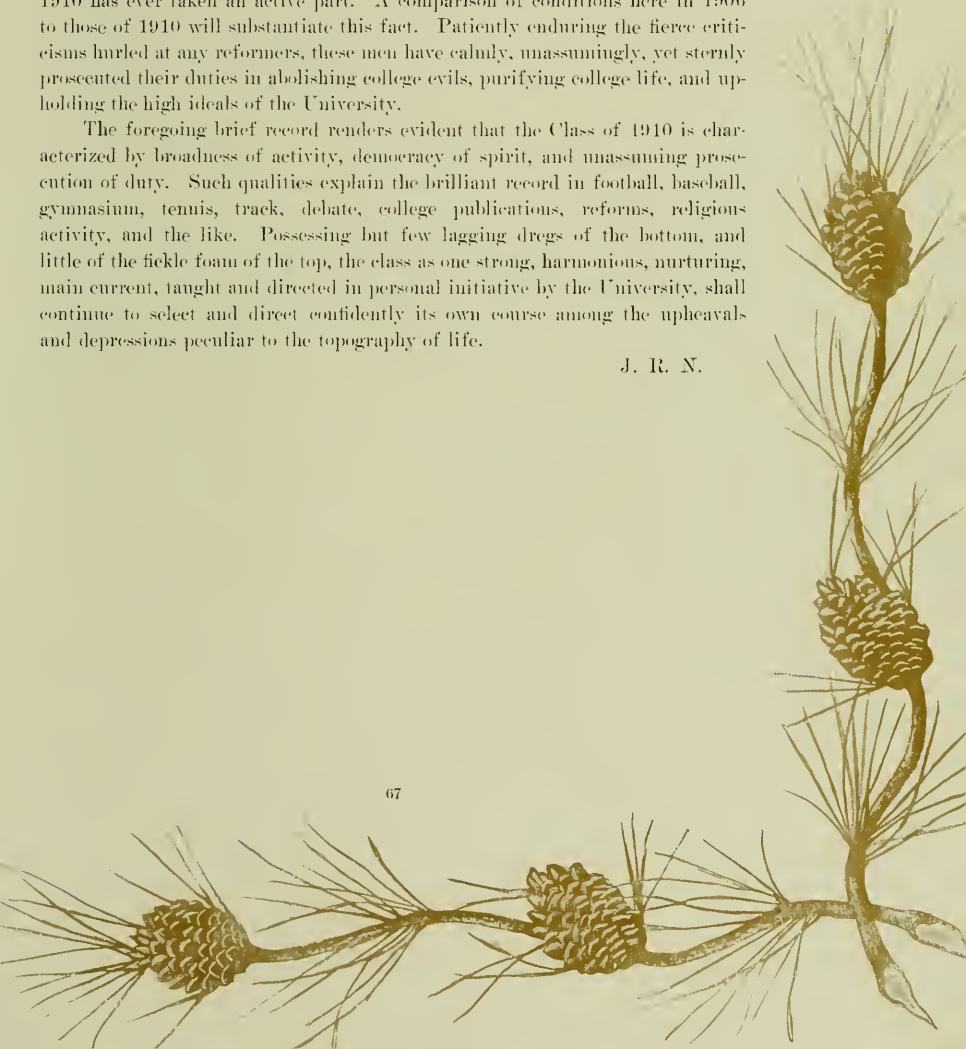 1910 has ever taken an active part. A comparison of conditions here in 1906
to those of 1910 will substantiate this fact. Patiently enduring the fierce criti-
cisms hurled at any reformers, these men have calmly, unassumingly, yet sternly
prosecuted their duties in abolishing college evils, purifying college life, and up-
holding the high ideals of the University.
The foregoing brief record renders evident that the Class of 1910 is char-
acterized by broadness of activity, democracy of spirit, and unassuming prose-
cution of duty. Such qualities explain the brilliant record in football, baseball,
gymnasium, tennis, track, debate, college publications, reforms, religious
activity, and the like. Possessing but few lagging dregs of the bottom, and
little of the fickle foam of the top, the class as one strong, harmonious, nurturing,
main current, taught and directed in personal initiative by the University, shall
continue to select and direct confidently its own course among the upheavals
and depressions peculiar to the topography of life.
J. R. N.
67